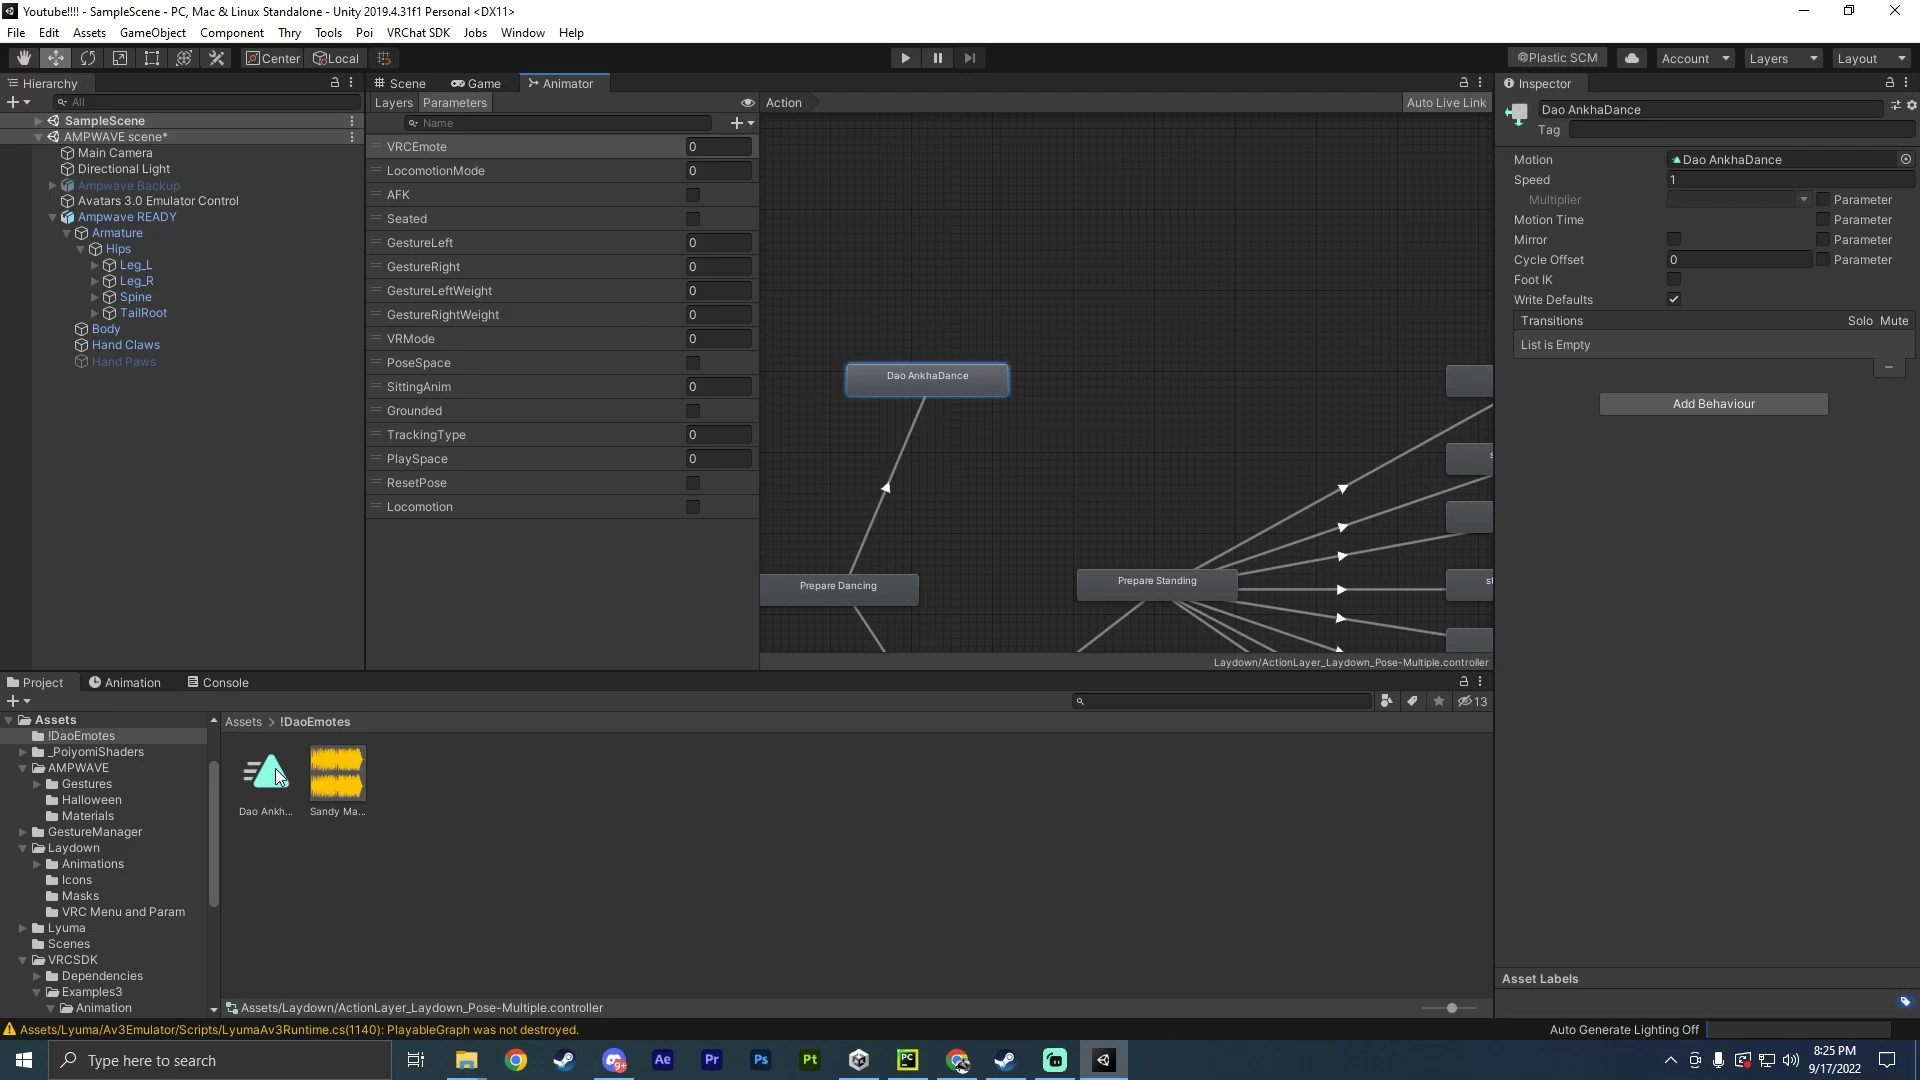 Youtube!!!! - SampleScene - PC, Mac & Linux Standalone - Unity 2019.4.31f1 Personal <DX11>
File Edit Assets GameObject Component Thry Tools Poi VRChat SDK Jobs Window Help
Center Local Plastic SCM Account Layers Layout
Hierarchy
All
SampleScene
AMPWAVE scene*
Main Camera
Directional Light
Ampwave Backup
Avatars 3.0 Emulator Control
Ampwave READY
Armature
Hips
Leg_L
Leg_R
Spine
TailRoot
Body
Hand Claws
Hand Paws
Scene Game Animator
Layers Parameters Action Auto Live Link
Name
VRCEmote 0
LocomotionMode 0
AFK
Seated
GestureLeft 0
GestureRight 0
GestureLeftWeight 0
GestureRightWeight 0
VRMode 0
PoseSpace
SittingAnim 0
Grounded
TrackingType 0
PlaySpace 0
ResetPose
Locomotion
Dao AnkhaDance
Prepare Dancing
Prepare Standing
Laydown/ActionLayer_Laydown_Pose-Multiple.controller
Inspector
Dao AnkhaDance
Tag
Motion Dao AnkhaDance
Speed 1
Multiplier Parameter
Motion Time Parameter
Mirror Parameter
Cycle Offset 0 Parameter
Foot IK
Write Defaults
Transitions Solo Mute
List is Empty
Add Behaviour
Asset Labels
Project Animation Console
13
Assets
!DaoEmotes
_PoiyomiShaders
AMPWAVE
Gestures
Halloween
Materials
GestureManager
Laydown
Animations
Icons
Masks
VRC Menu and Param
Lyuma
Scenes
VRCSDK
Dependencies
Examples3
Animation
Assets > !DaoEmotes
Dao Ankh... Sandy Ma...
Assets/Laydown/ActionLayer_Laydown_Pose-Multiple.controller
Assets/Lyuma/Av3Emulator/Scripts/LyumaAv3Runtime.cs(1140): PlayableGraph was not destroyed.
Auto Generate Lighting Off
Type here to search
9+ Ae Pr Ps Pt PC
8:25 PM
9/17/2022